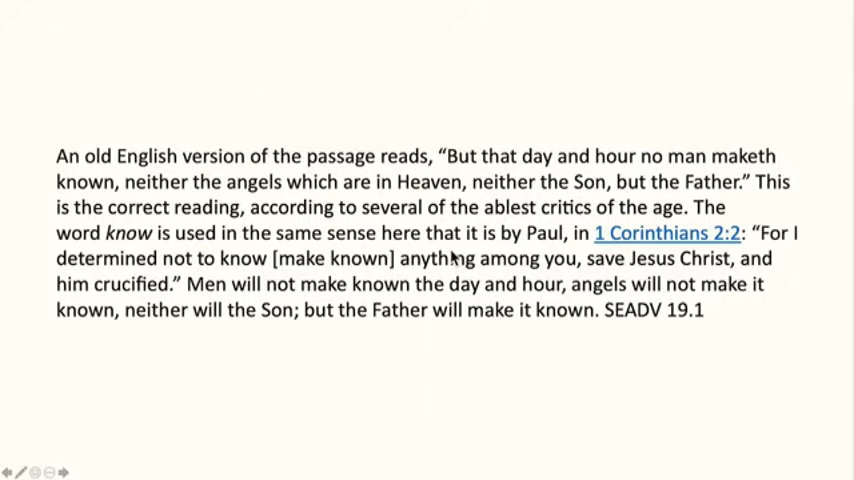 An old English version of the passage reads, “But that day and hour no man maketh
known, neither the angels which are in Heaven, neither the Son, but the Father.” This
is the correct reading, according to several of the ablest critics of the age. The
word know is used in the same sense here that it is by Paul, in 1 Corinthians 2:2: “For I
determined not to know [make known] anything among you, save Jesus Christ, and
him crucified.” Men will not make known the day and hour, angels will not make it
known, neither will the Son; but the Father will make it known. SEADV 19.1